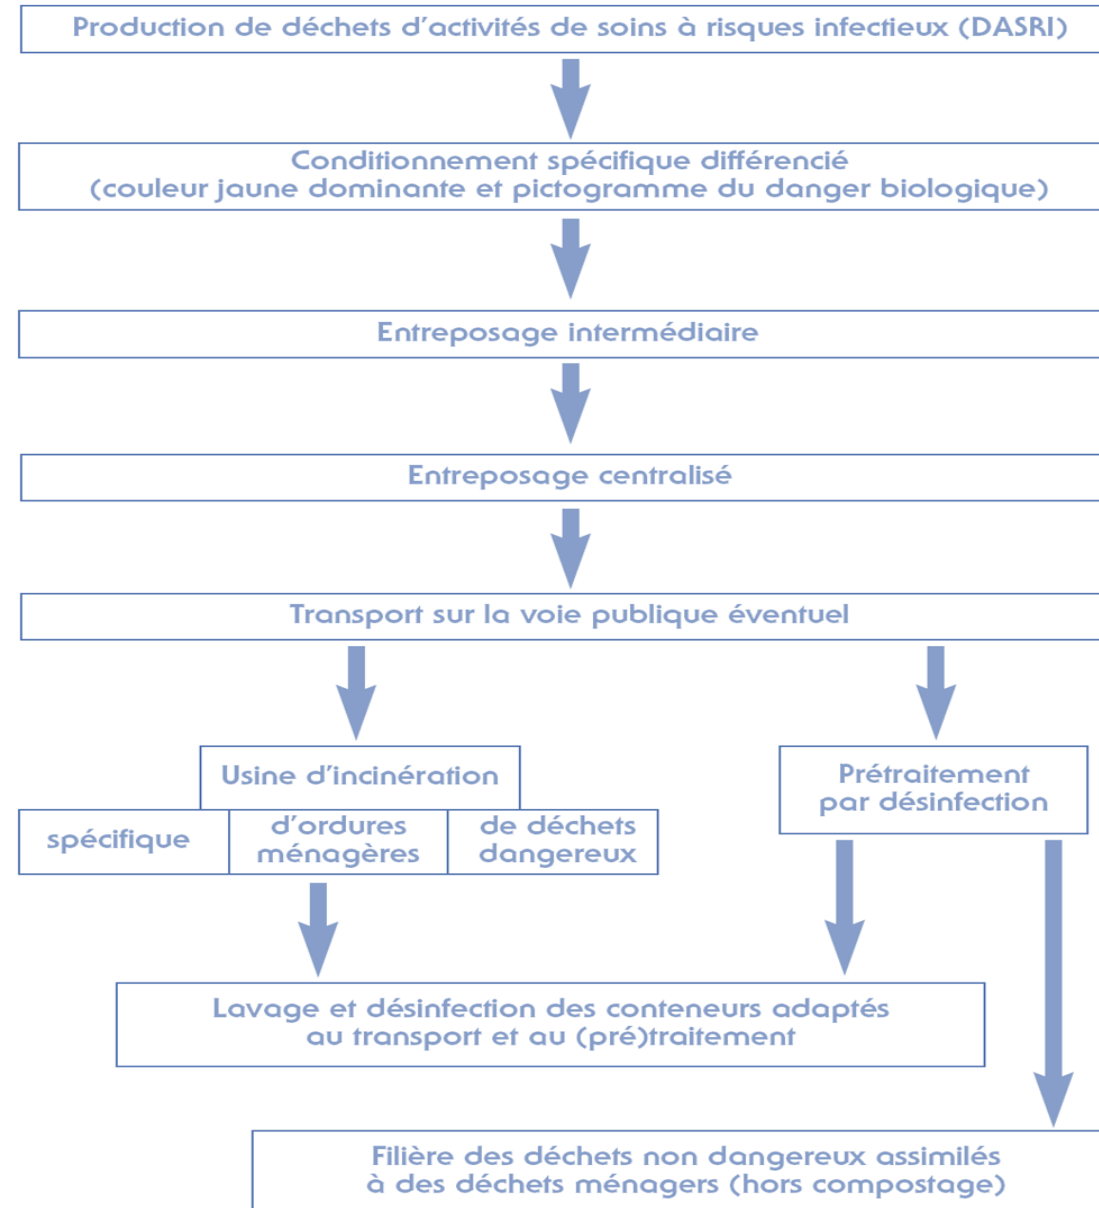 Production de déchets d'activités de soins à risques infectieux (DASRI)
Conditionnement spécifique différencié
(couleur jaune dominante et pictogramme du danger biologique)
Entreposage intermédiaire
Entreposage centralisé
Transport sur la voie publique éventuel
Usine d'incinération
spécifique
d'ordures
ménagères
de déchets
dangereux
Prétraitement
par désinfection
Lavage et désinfection des conteneurs adaptés
au transport et au (pré)traitement
Filière des déchets non dangereux assimilés
à des déchets ménagers (hors compostage)